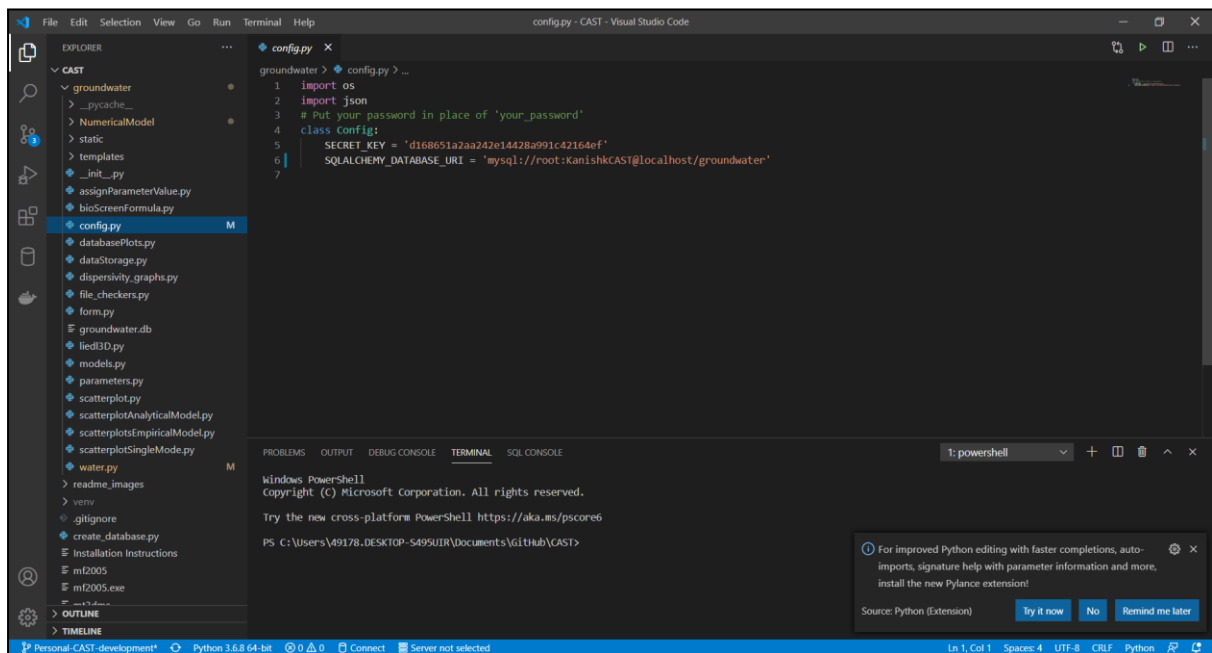 File Edit Selection View Go Run Terminal Help
config.py - CAST - Visual Studio Code
EXPLORER
CAST
groundwater
__pycache__
NumericalModel
static
templates
__init__.py
assignParameterValue.py
bioScreenFormula.py
config.py M
databasePlots.py
dataStorage.py
dispersivity_graphs.py
file_checkers.py
form.py
groundwater.db
liedl3D.py
models.py
parameters.py
scatterplot.py
scatterplotAnalyticalModel.py
scatterplotsEmpiricalModel.py
scatterplotSingleMode.py
water.py M
readme_images
venv
.gitignore
create_database.py
Installation Instructions
mf2005
mf2005.exe
OUTLINE
TIMELINE
3
config.py
groundwater > config.py > ...
1 import os
2 import json
3 # Put your password in place of 'your_password'
4 class Config:
5 SECRET_KEY = 'd168651a2aa242e14428a991c42164ef'
6 SQLALCHEMY_DATABASE_URI = 'mysql://root:KanishkCAST@localhost/groundwater'
7
PROBLEMS OUTPUT DEBUG CONSOLE TERMINAL SQL CONSOLE
1: powershell
Windows PowerShell
Copyright (C) Microsoft Corporation. All rights reserved.
Try the new cross-platform PowerShell https://aka.ms/pscore6
PS C:\Users\49178.DESKTOP-S495UIR\Documents\GitHub\CAST>
For improved Python editing with faster completions, auto-
imports, signature help with parameter information and more,
install the new Pylance extension!
Source: Python (Extension)
Try it now No Remind me later
Personal-CAST-development* Python 3.6.8 64-bit 0 0 Connect Server not selected
Ln 1, Col 1 Spaces: 4 UTF-8 CRLF Python